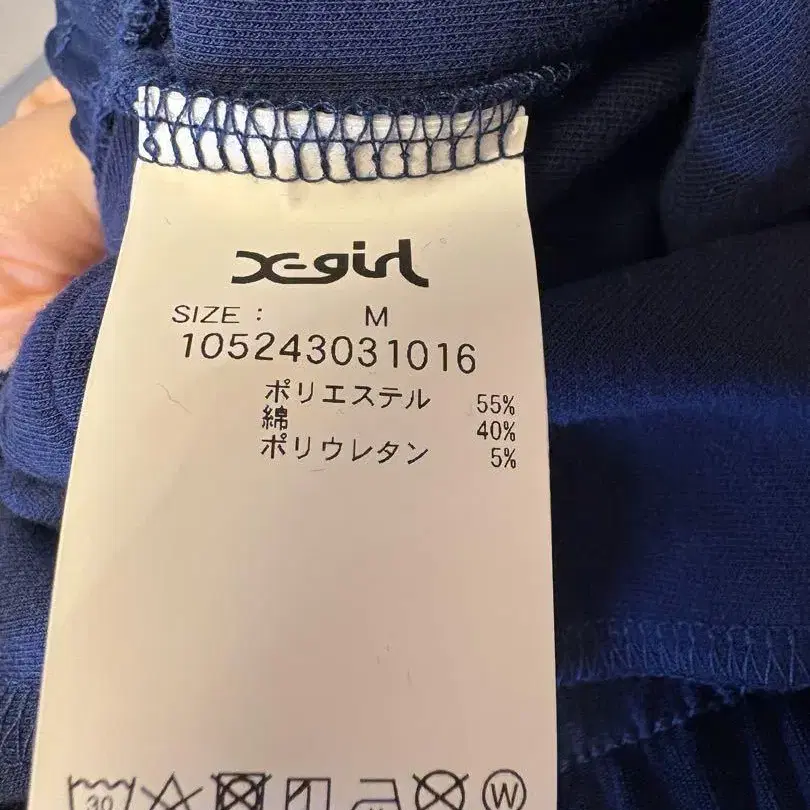 X-girl
SIZE : M
105243031016
ポリエステル 55%
綿 40%
ポリウレタン 5%
30 W